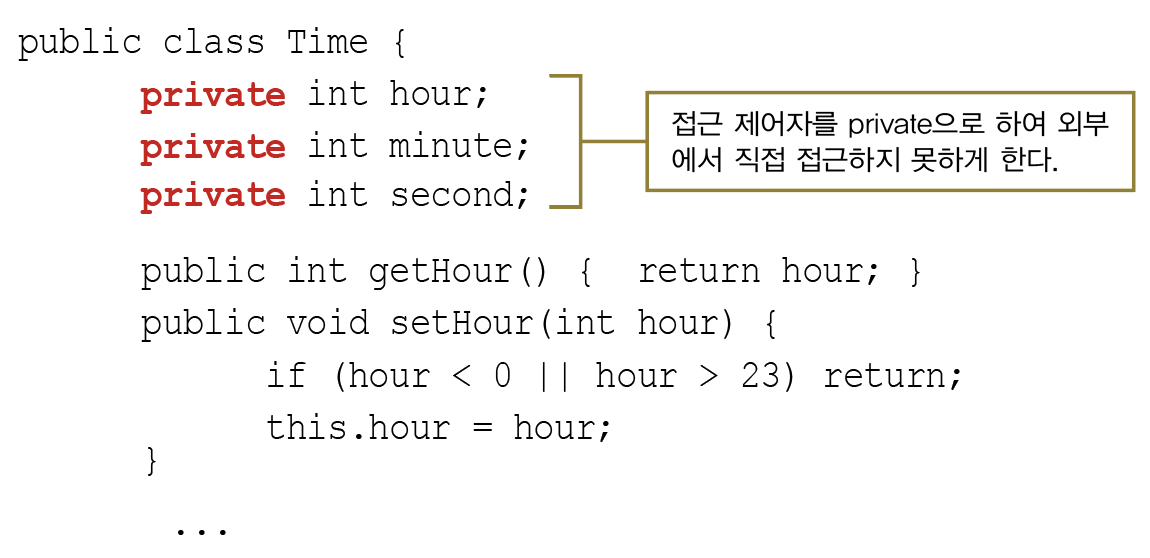 public class Time {
private int hour;
private int minute;
private int second;
접근 제어자를 private으로 하여 외부
에서 직접 접근하지 못하게 한다.
public int getHour() {  return hour; }
public void setHour(int hour) {
if (hour < 0 || hour > 23) return;
this.hour = hour;
}
...